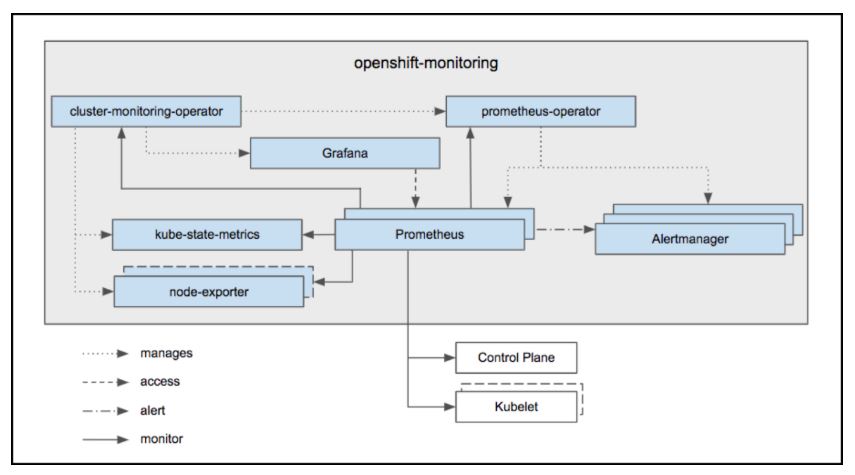 openshift-monitoring
cluster-monitoring-operator
prometheus-operator
Grafana
kube-state-metrics
Prometheus
Alertmanager
node-exporter
manages
Control Plane
access
Kubelet
alert
monitor